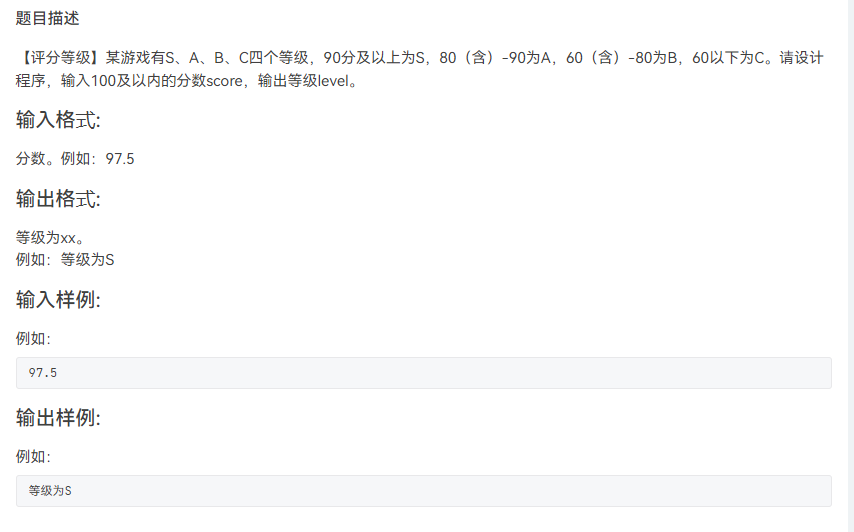 题目描述
【评分等级】某游戏有S、A、B、C四个等级，90分及以上为S，80（含）-90为A，60（含）-80为B，60以下为C。请设计
程序，输入100及以内的分数score，输出等级level。
输入格式:
分数。例如：97.5
输出格式:
等级为xx。
例如：等级为S
输入样例:
例如：
97.5
输出样例:
例如：
等级为S